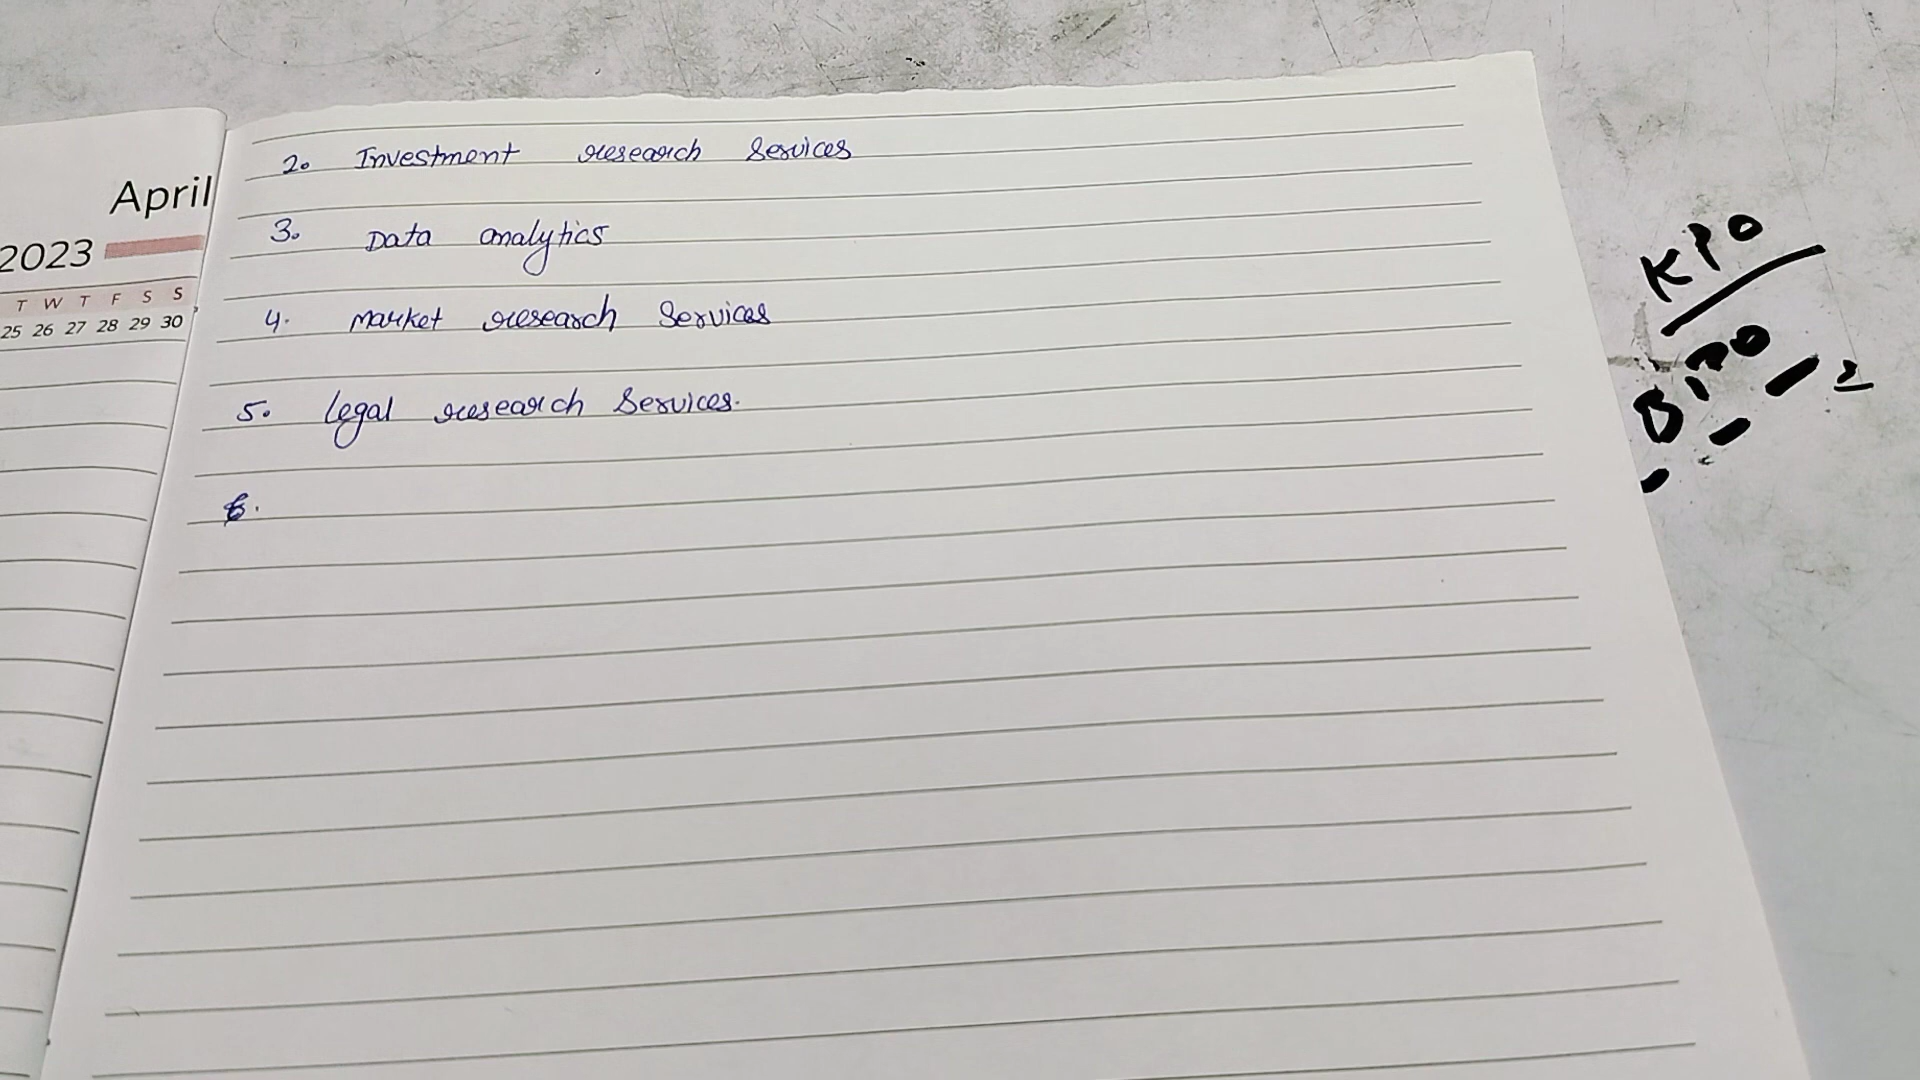 April
2023
T W T F S S
25 26 27 28 29 30
2. Investment research Services
3. Data analytics
4. Market research Services
5. Legal research Services.
6.
KPO
BPO
2